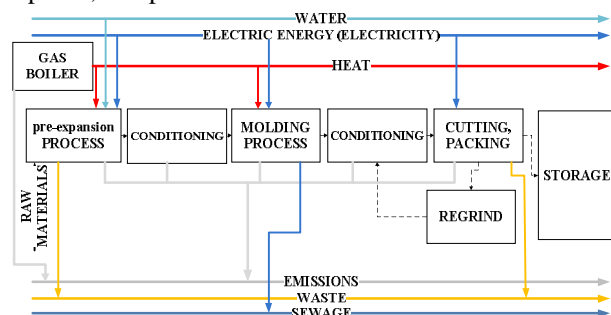 WATER
ELECTRIC ENERGY (ELECTRICITY)
GAS
BOILER
HEAT
pre-expansion
PROCESS
CONDITIONING
MOLDING
PROCESS
CONDITIONING
CUTTING,
PACKING
STORAGE
RAW
MATERIALS
REGRIND
EMISSIONS
WASTE
SEWAGE